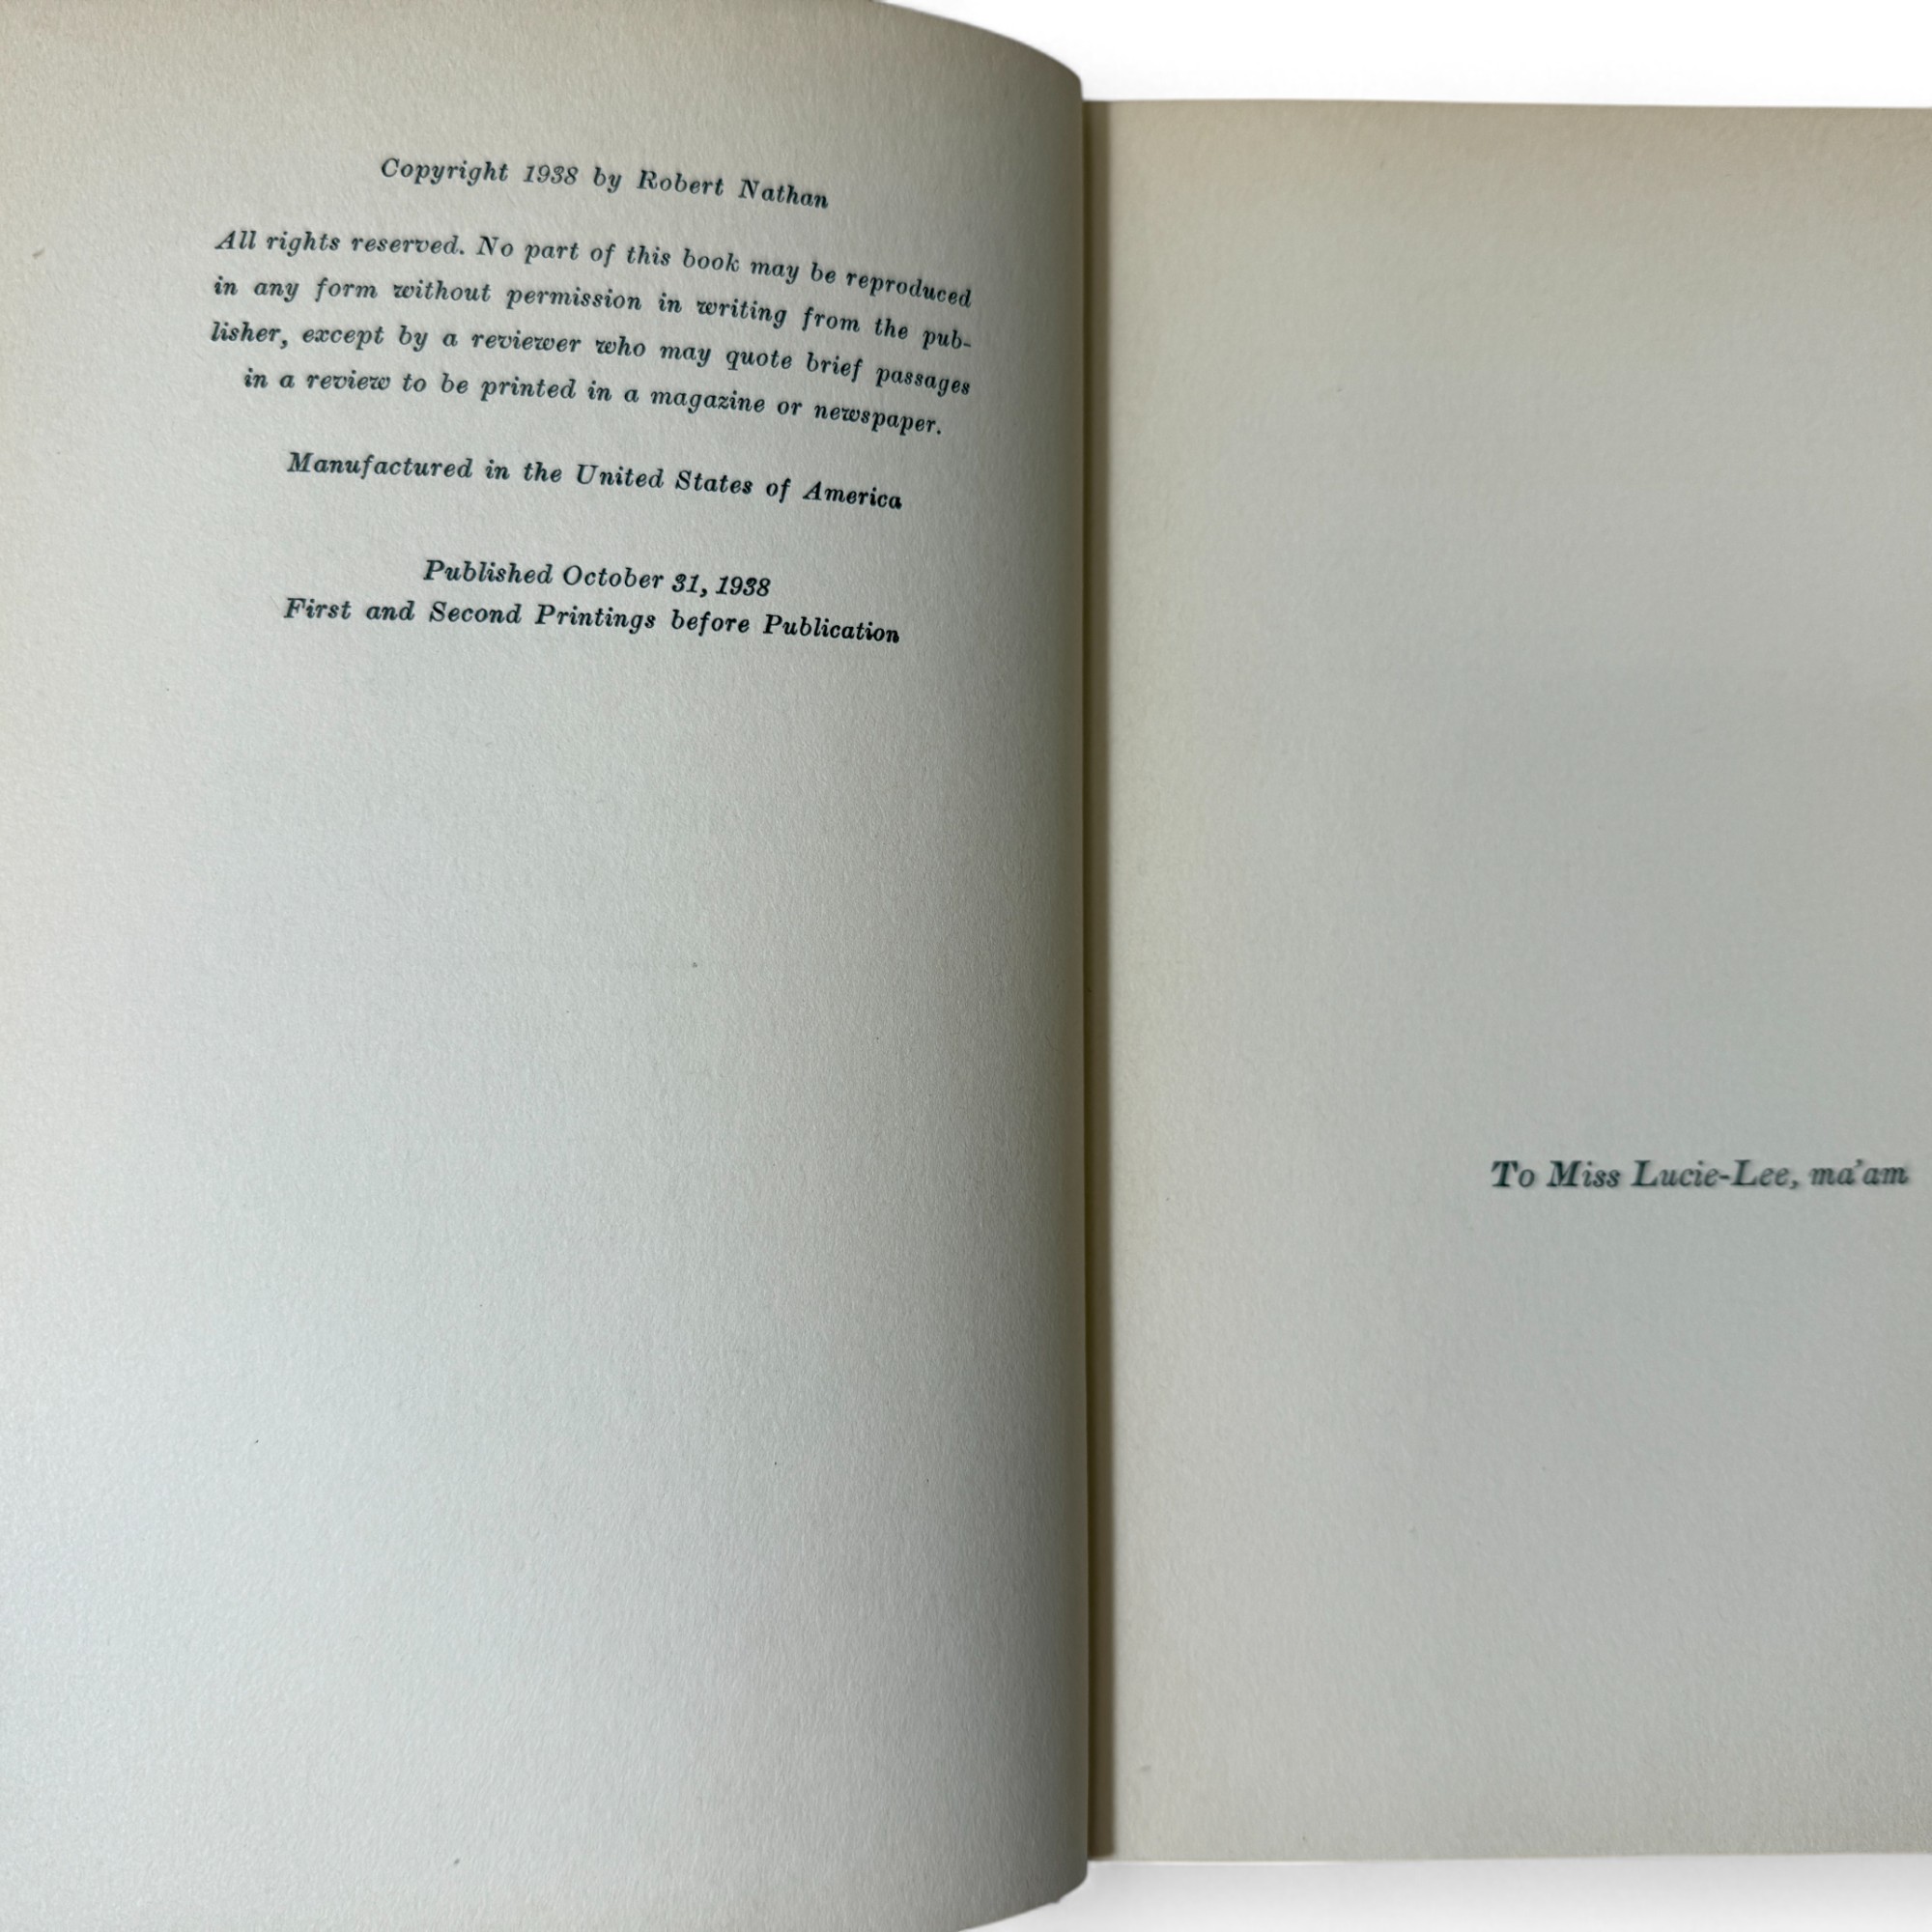 Copyright 1938 by Robert Nathan
All rights reserved. No part of this book may be reproduced
in any form without permission in writing from the pub-
lisher, except by a reviewer who may quote brief passages
in a review to be printed in a magazine or newspaper.
Manufactured in the United States of America
Published October 31, 1938
First and Second Printings before Publication
To Miss Lucie-Lee, ma'am